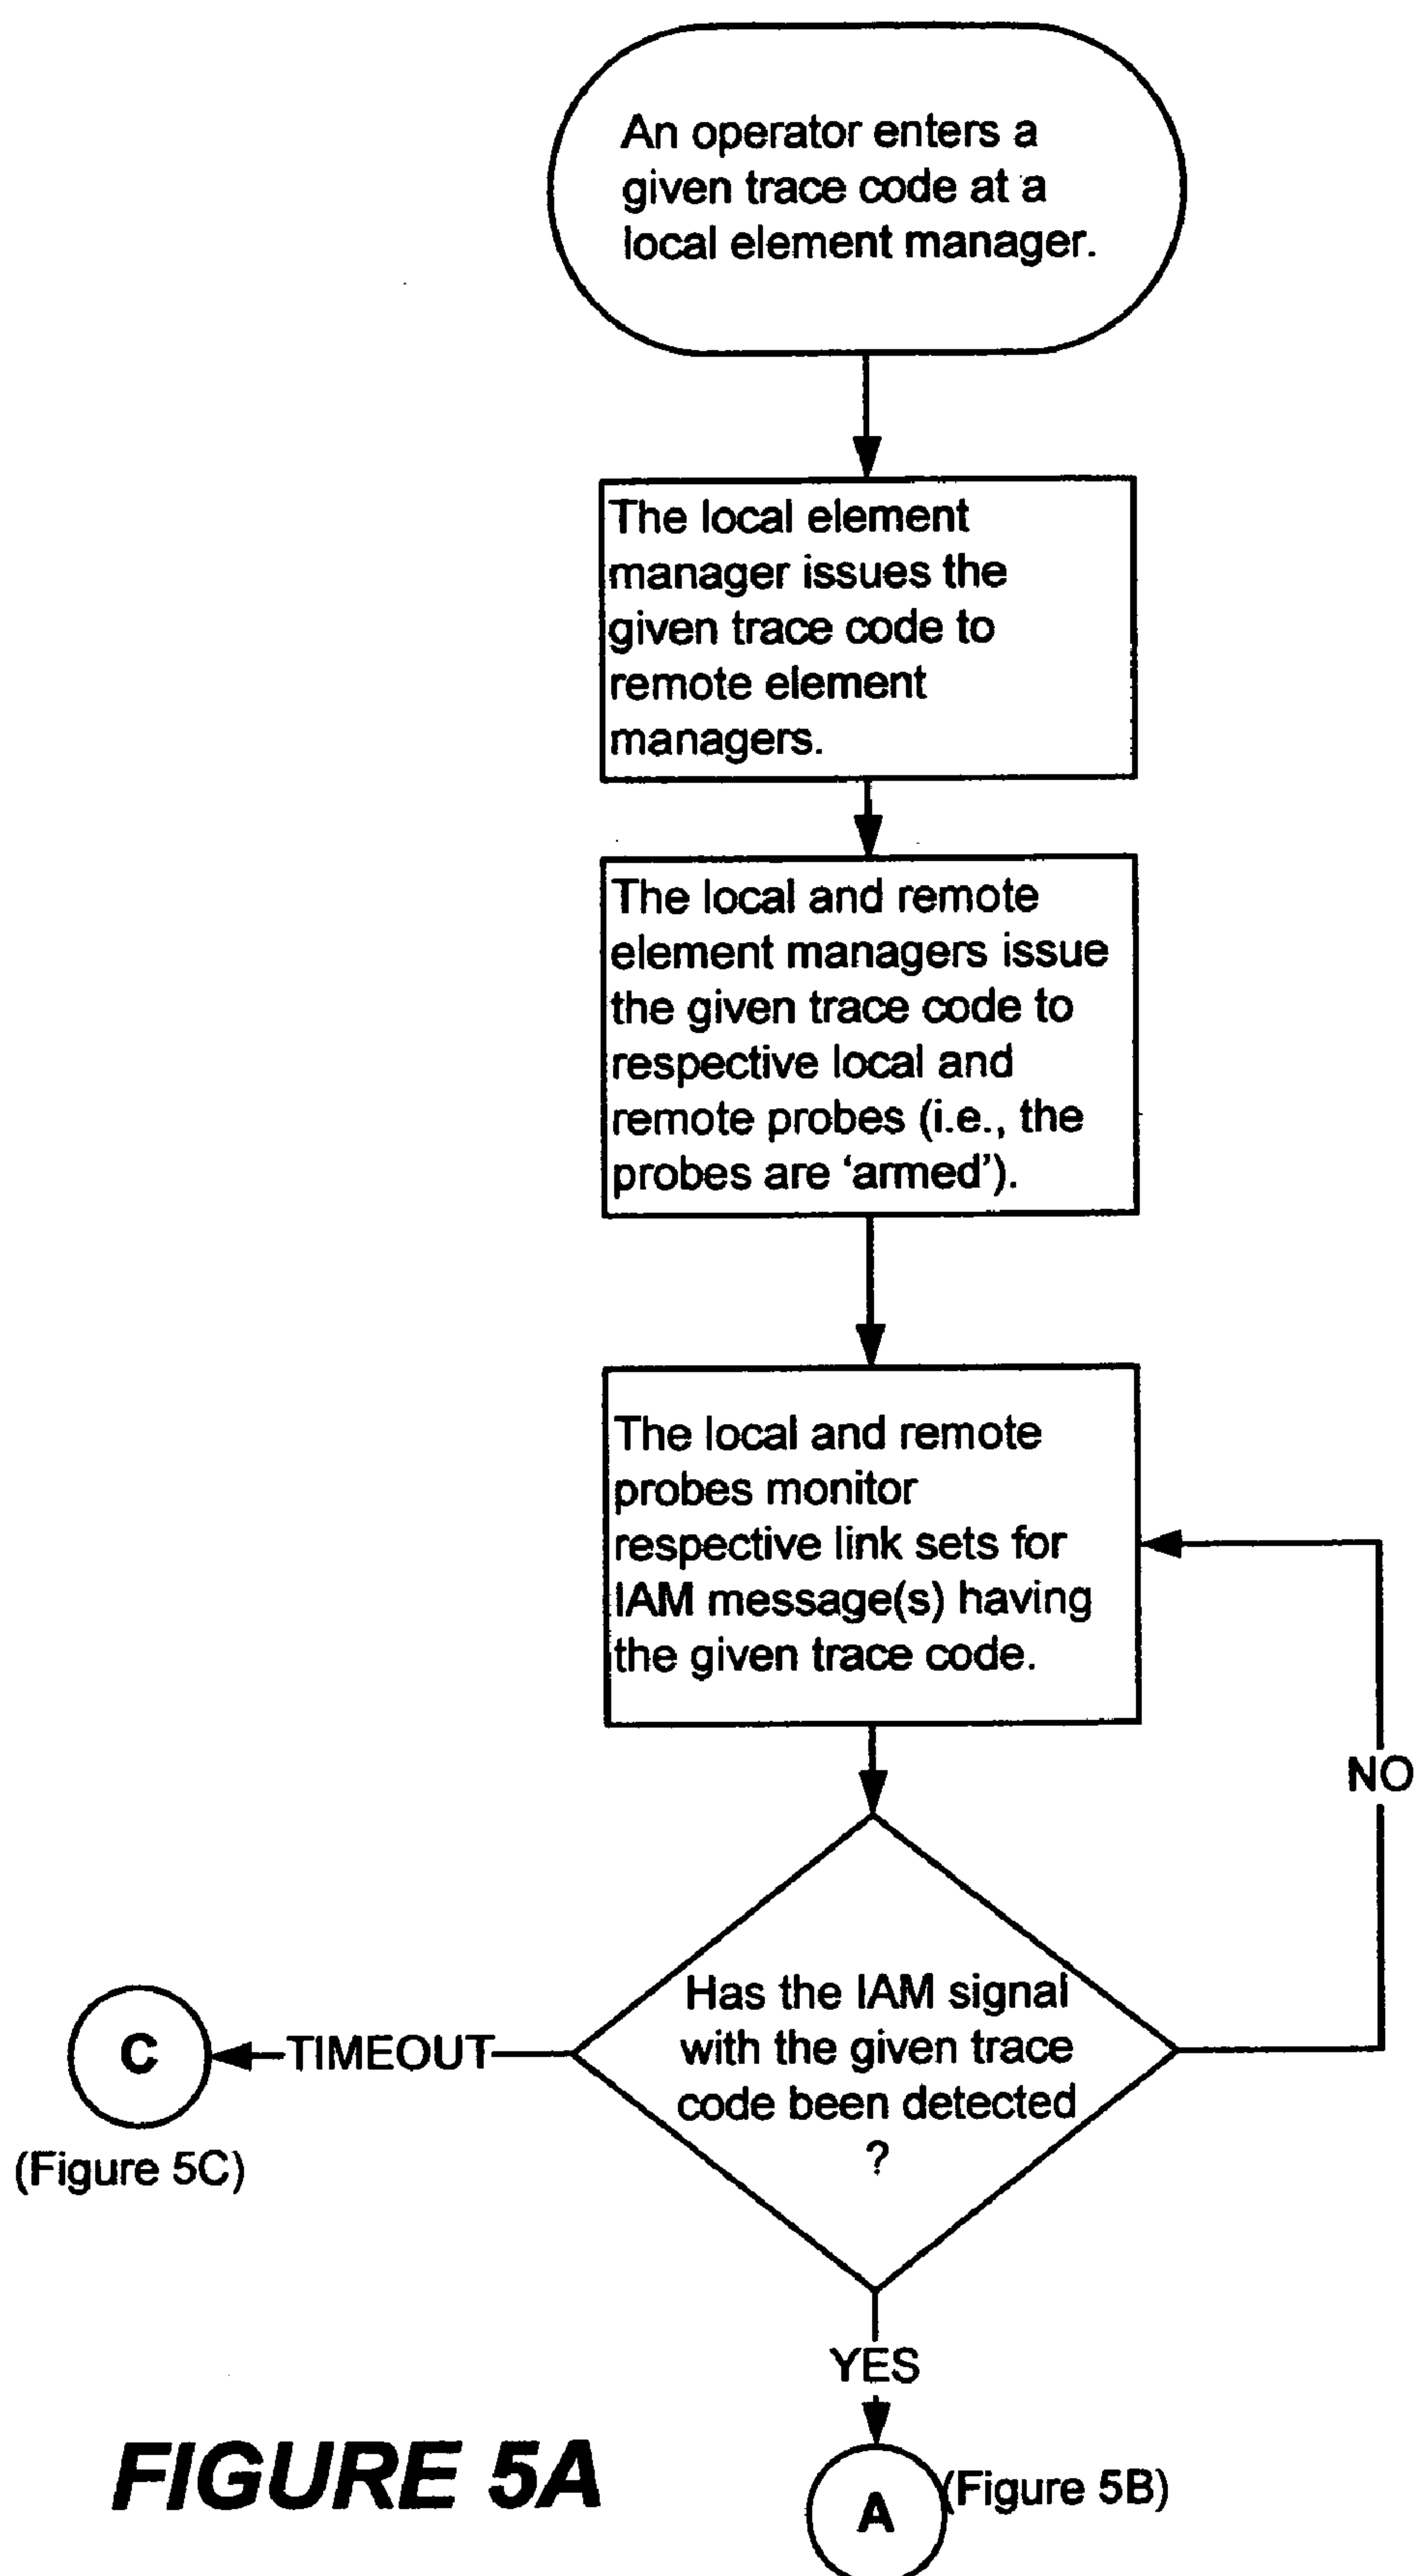 An operator enters a
given trace code at a
local element manager.
The local element
manager issues the
given trace code to
remote element
managers.
The local and remote
element managers issue
the given trace code to
respective local and
remote probes (i.e., the
probes are ‘armed’).
The local and remote
probes monitor
respective link sets for
IAM message(s) having
the given trace code.
NO
Has the IAM signal
with the given trace
code been detected
?
TIMEOUT
C
(Figure 5C)
YES
A
(Figure 5B)
FIGURE 5A